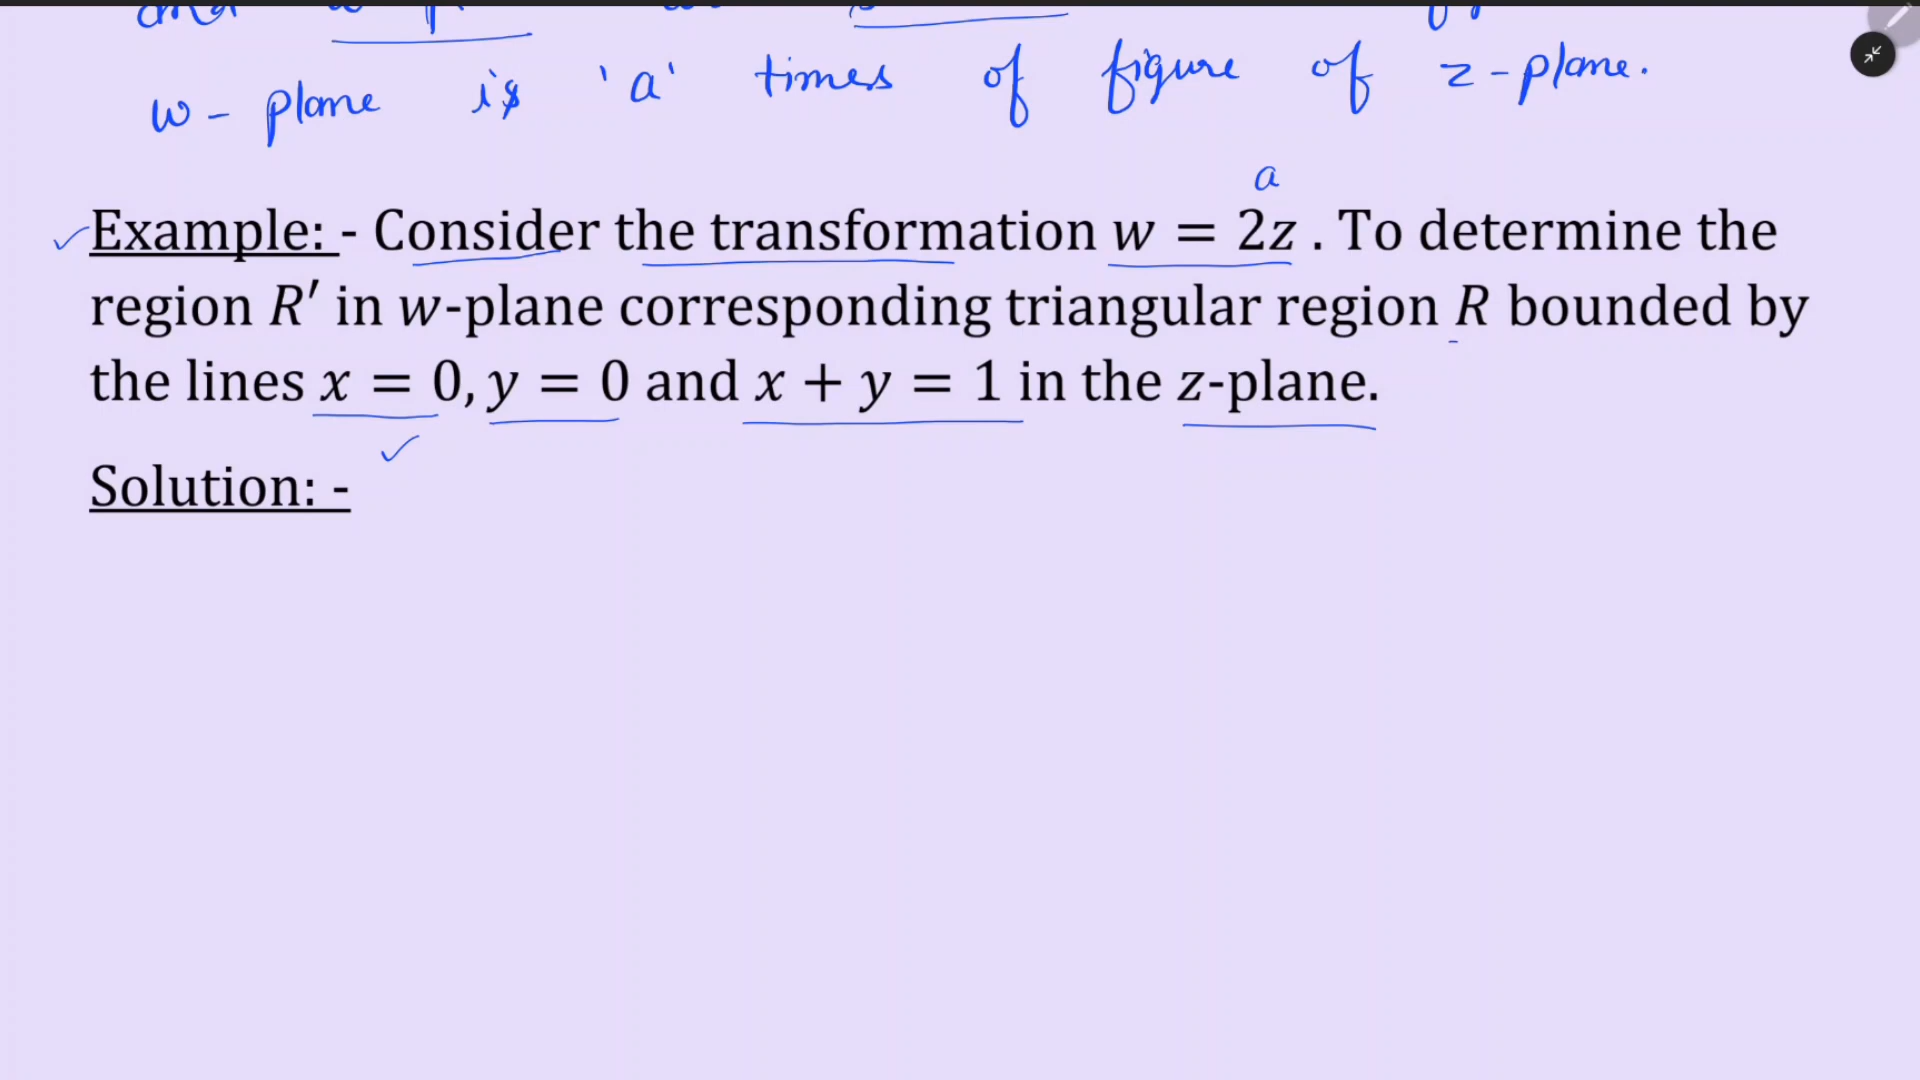 and
w - plane is 'a' times of figure of z - plane.
a
Example: - Consider the transformation w = 2z . To determine the
region R′ in w-plane corresponding triangular region R bounded by
the lines x = 0, y = 0 and x + y = 1 in the z-plane.
Solution: -